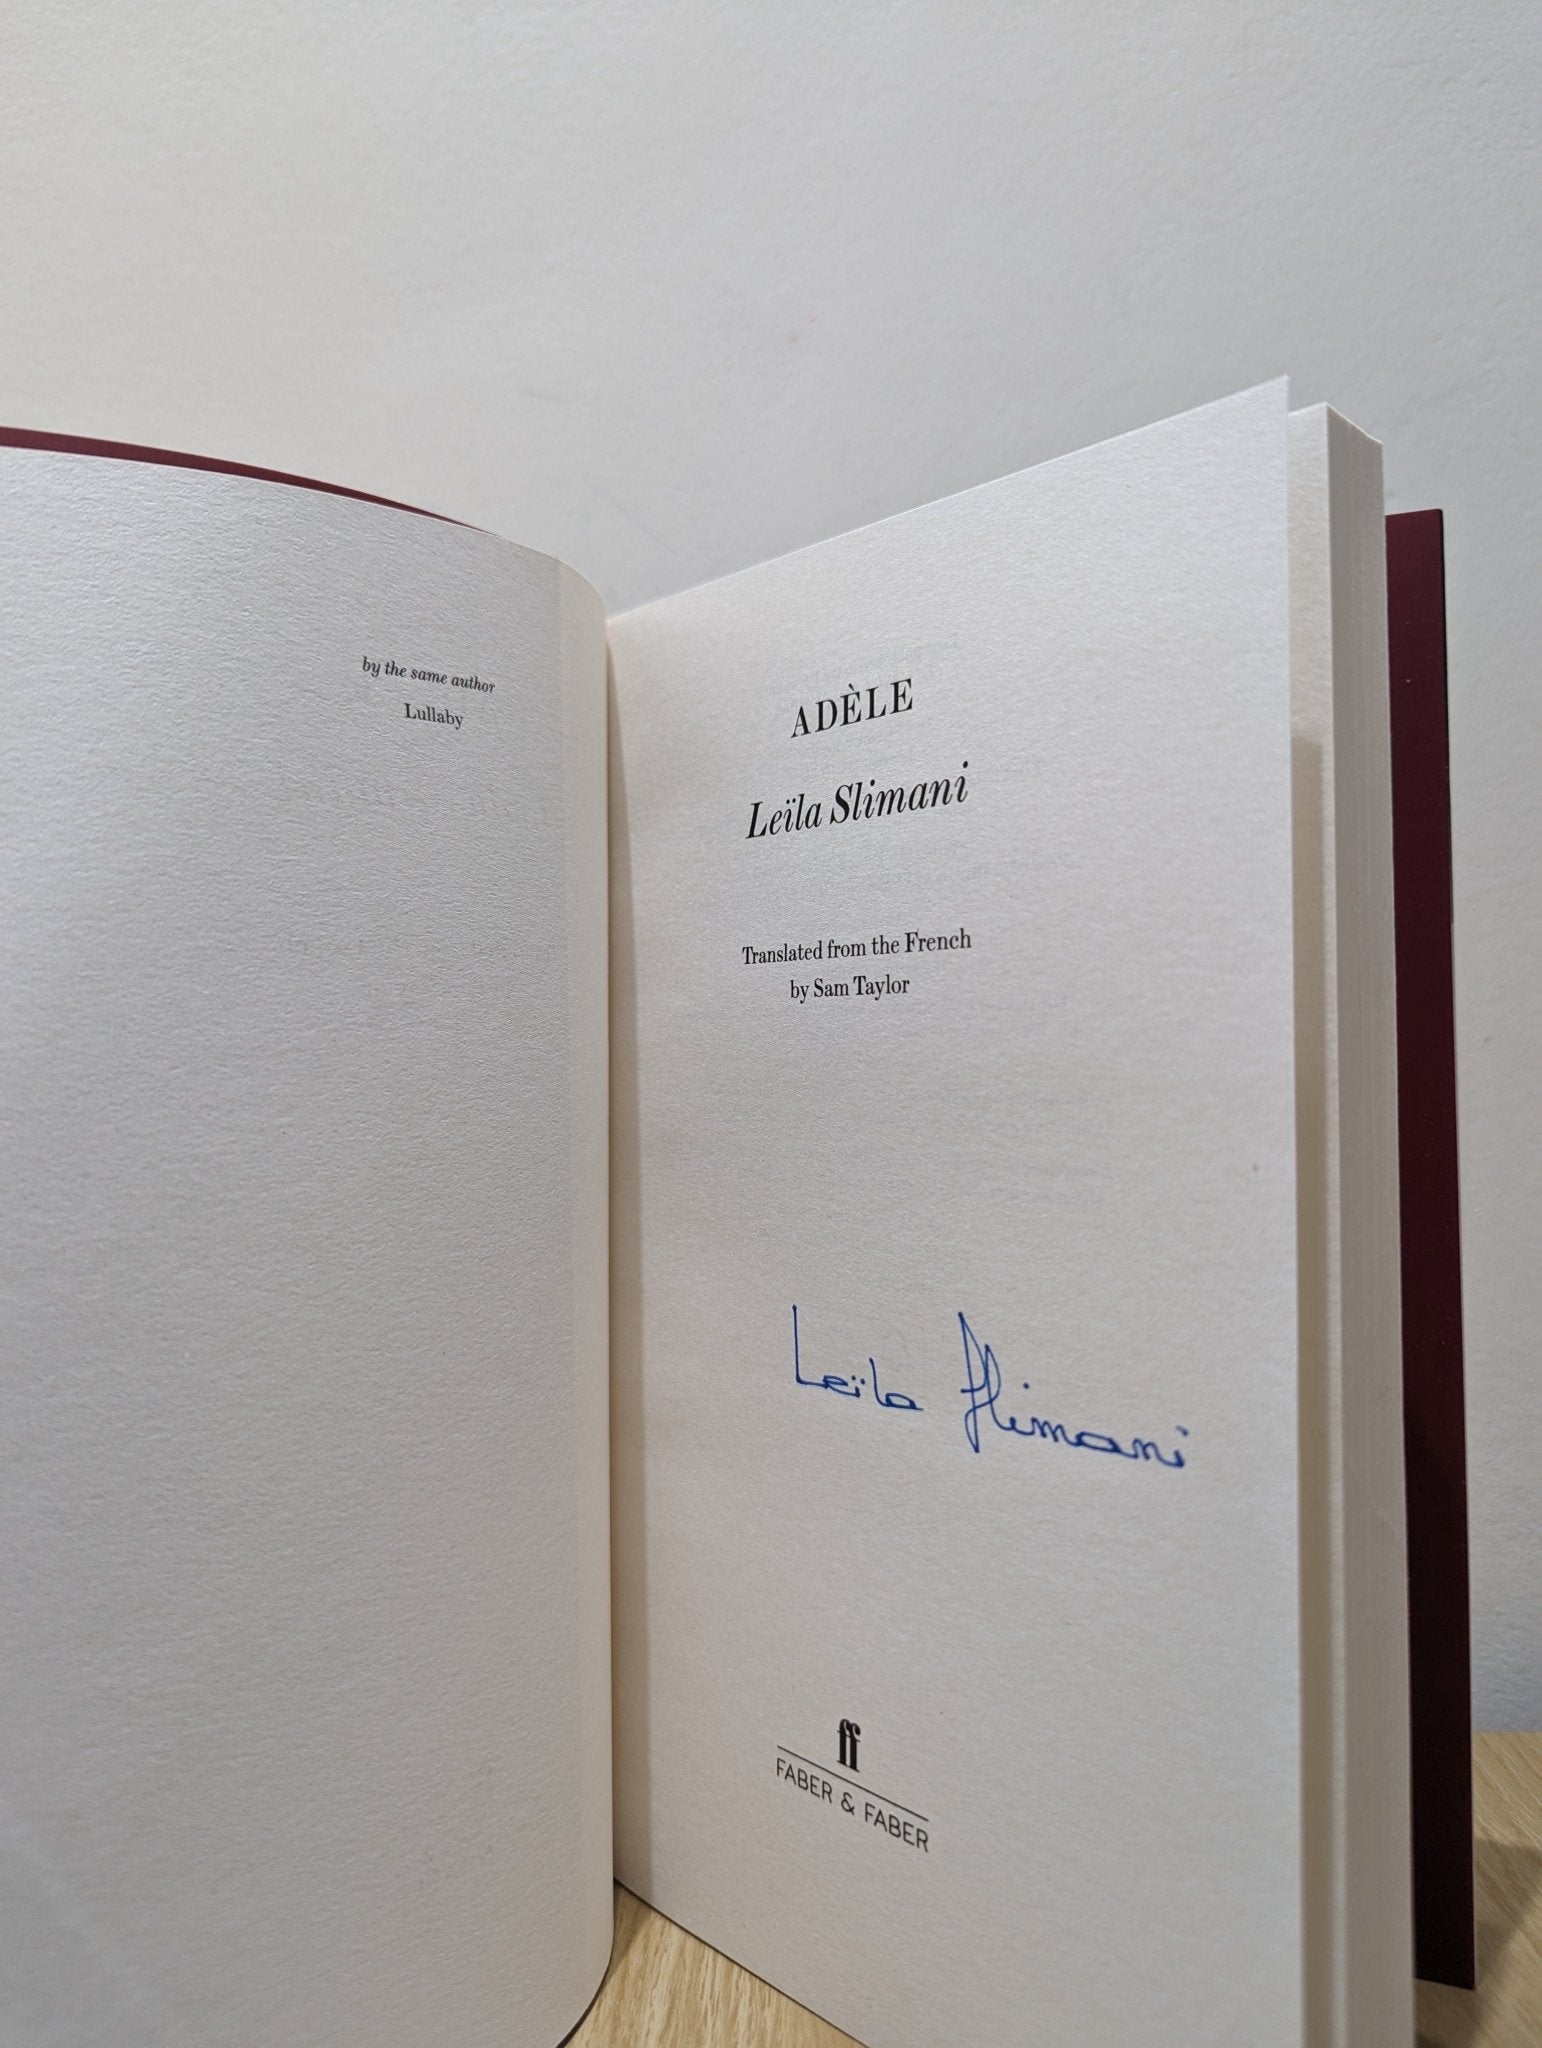 by the same author
Lullaby
ADÈLE
Leïla Slimani
Translated from the French
by Sam Taylor
Leïla Slimani
ff
FABER & FABER